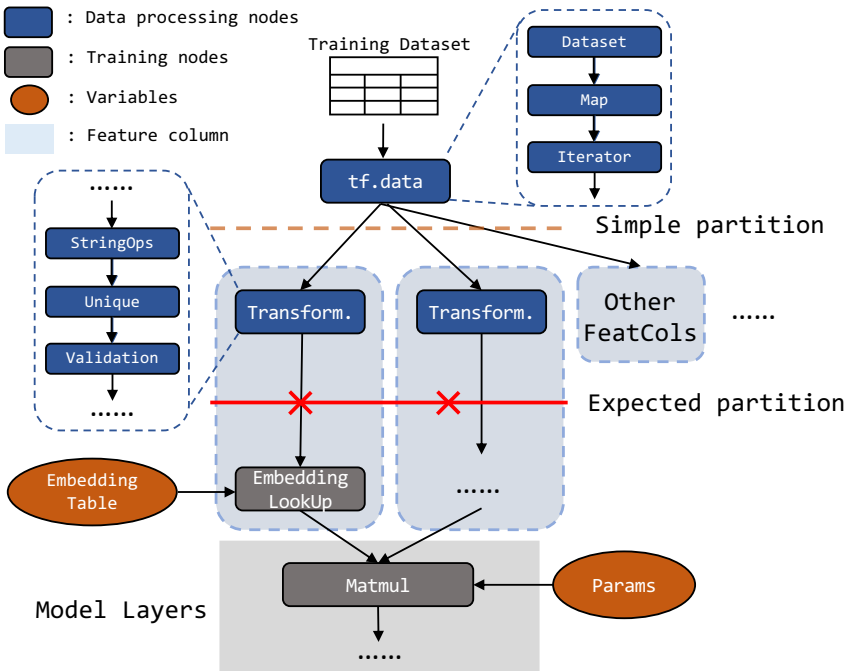 : Data processing nodes
: Training nodes
: Variables
: Feature column
Training Dataset
Dataset
Map
Iterator
tf.data
Simple partition
……
StringOps
Unique
Validation
……
Transform.
Transform.
Other
FeatCols
……
Expected partition
Embedding
Table
Embedding
LookUp
……
Model Layers
Matmul
Params
……